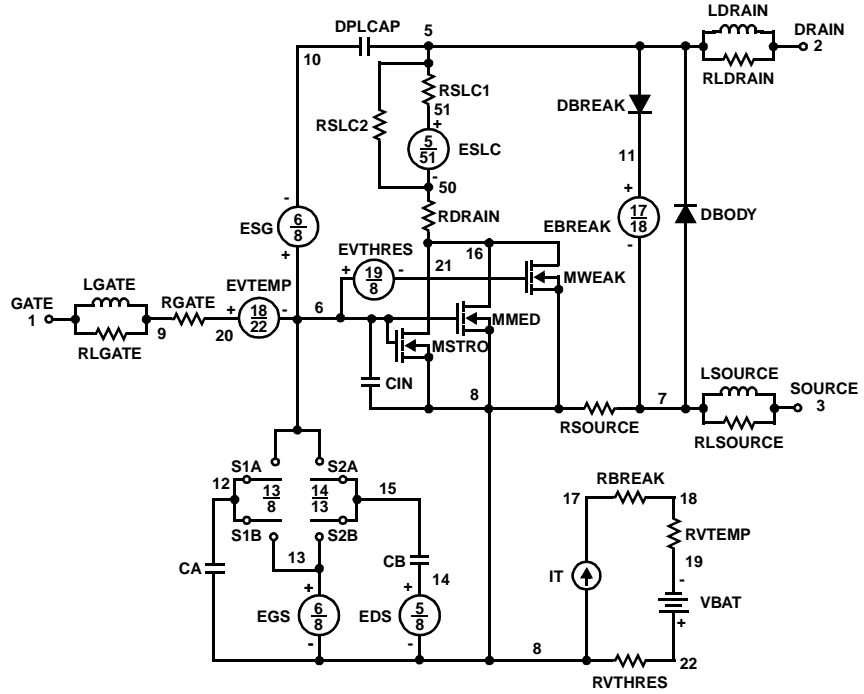 LDRAIN
DPLCAP 5 DRAIN
10 2
RLDRAIN
RSLC1
DBREAK
51
RSLC2 +
5
51
ESLC
11
-
50
- +
6
8
RDRAIN 17
18
DBODY
ESG EBREAK
EVTHRES
+ 16 -
+ 19
8
- 21
MWEAK
LGATE EVTEMP
GATE RGATE + 18
22
- 6 MMED
1
9 20
MSTRO
RLGATE
LSOURCE
CIN 8 7 SOURCE
3
RSOURCE
RLSOURCE
S1A S2A
12 13
8
14
13
15
RBREAK
17 18
S1B S2B
RVTEMP
13
CA CB
14 IT 19
-
+ +
VBAT
EGS 6
8
EDS 5
8
+
- - 8
22
RVTHRES